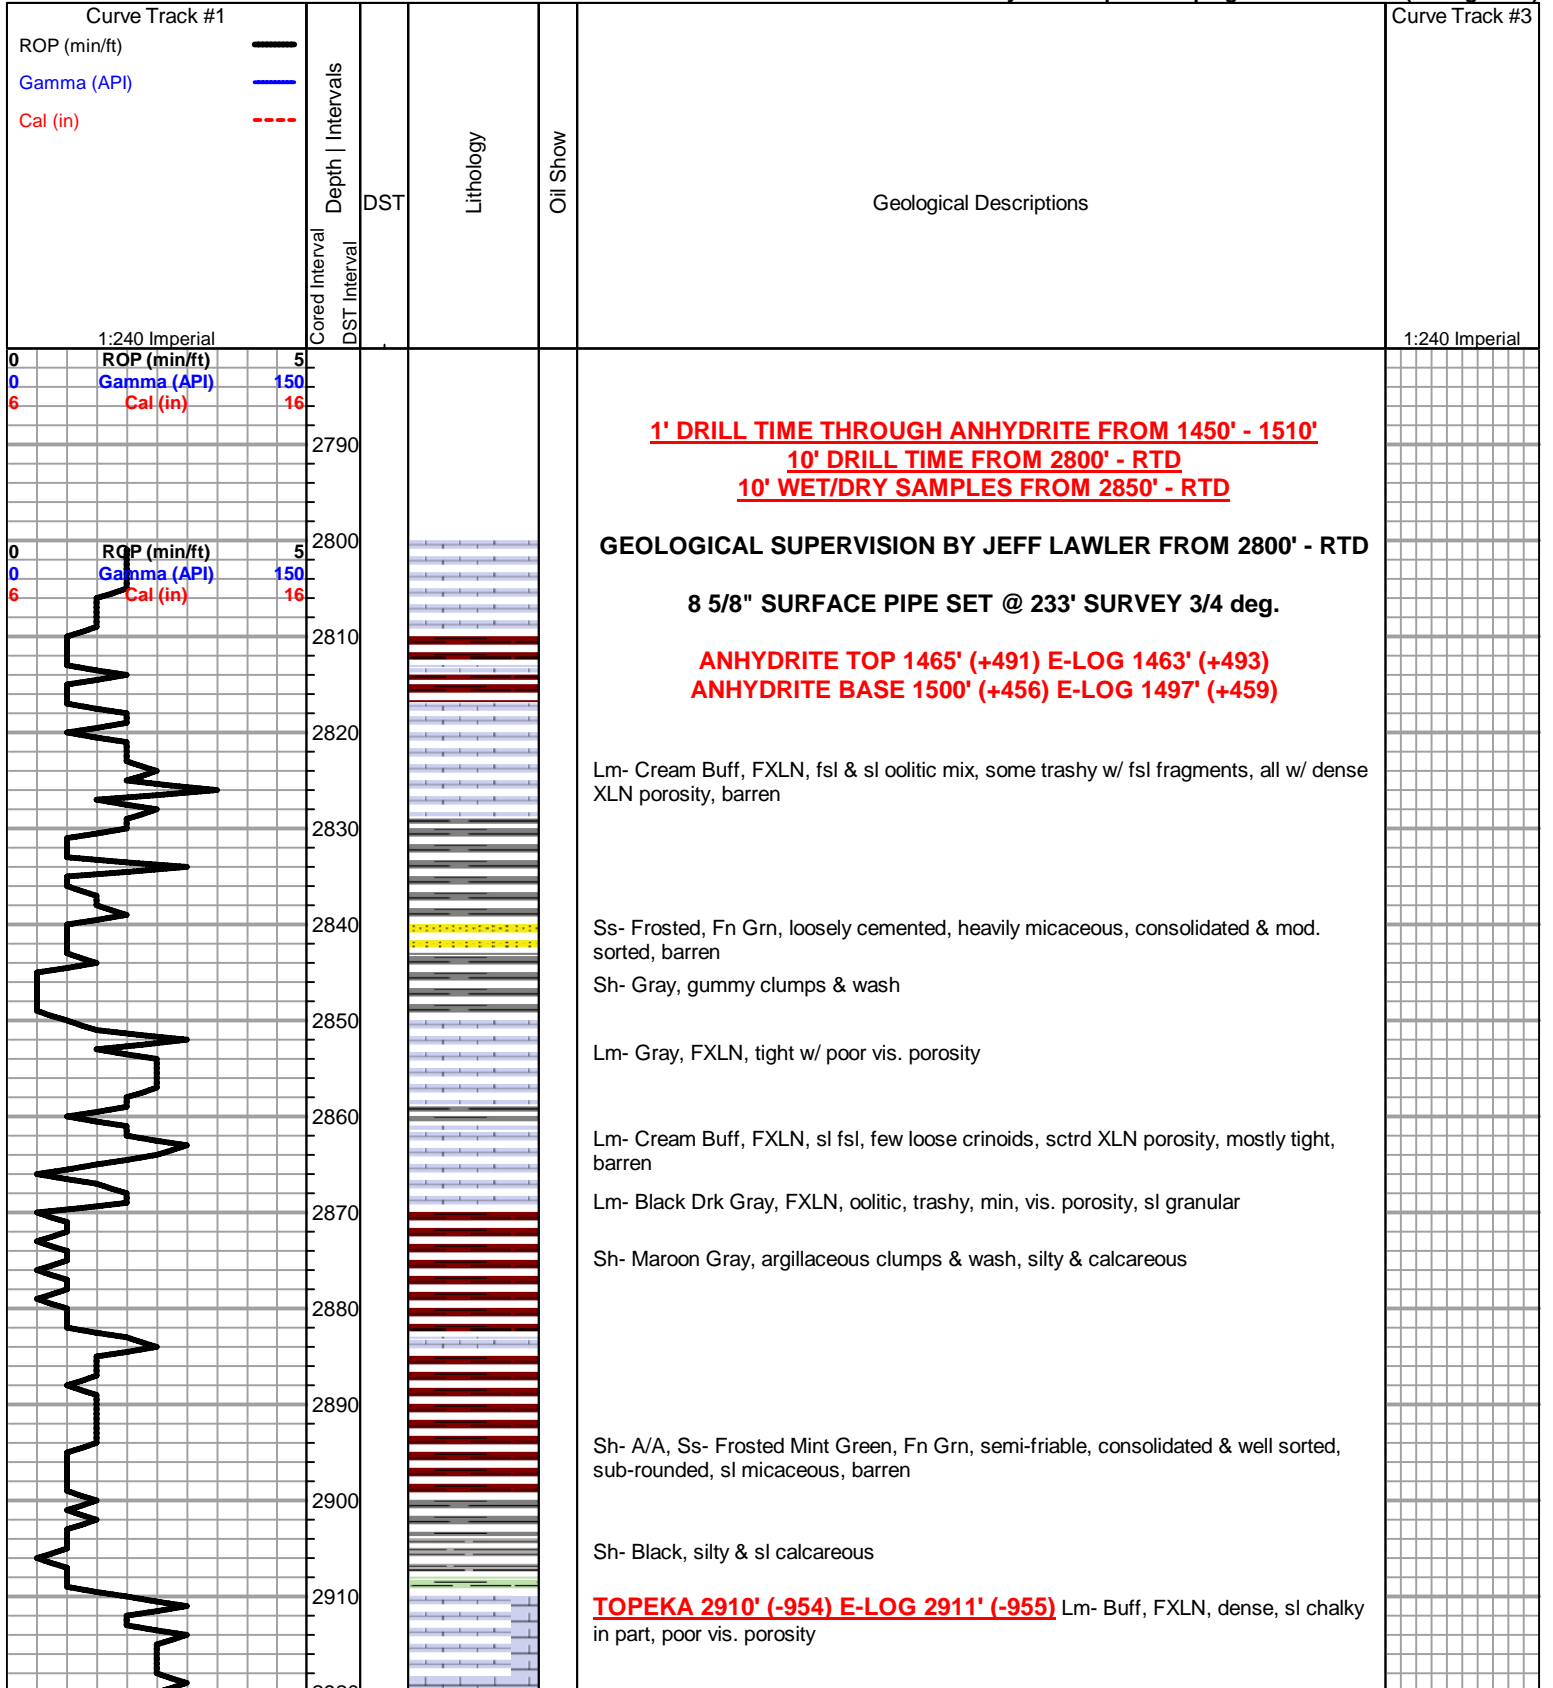 Curve Track #1
ROP (min/ft)
Gamma (API)
Cal (in)
1:240 Imperial
Depth | Intervals
Cored Interval
DST Interval
DST
Lithology
Oil Show
Geological Descriptions
Curve Track #3
1:240 Imperial
0 ROP (min/ft) 5
0 Gamma (API) 150
6 Cal (in) 16
1' DRILL TIME THROUGH ANHYDRITE FROM 1450' - 1510'
2790
10' DRILL TIME FROM 2800' - RTD
10' WET/DRY SAMPLES FROM 2850' - RTD
2800
GEOLOGICAL SUPERVISION BY JEFF LAWLER FROM 2800' - RTD
0 ROP (min/ft) 5
0 Gamma (API) 150
6 Cal (in) 16
8 5/8" SURFACE PIPE SET @ 233' SURVEY 3/4 deg.
2810
ANHYDRITE TOP 1465' (+491) E-LOG 1463' (+493)
ANHYDRITE BASE 1500' (+456) E-LOG 1497' (+459)
2820
Lm- Cream Buff, FXLN, fsl & sl oolitic mix, some trashy w/ fsl fragments, all w/ dense
XLN porosity, barren
2830
2840
Ss- Frosted, Fn Grn, loosely cemented, heavily micaceous, consolidated & mod.
sorted, barren
Sh- Gray, gummy clumps & wash
2850
Lm- Gray, FXLN, tight w/ poor vis. porosity
2860
Lm- Cream Buff, FXLN, sl fsl, few loose crinoids, sctrd XLN porosity, mostly tight,
barren
Lm- Black Drk Gray, FXLN, oolitic, trashy, min, vis. porosity, sl granular
2870
Sh- Maroon Gray, argillaceous clumps & wash, silty & calcareous
2880
2890
Sh- A/A, Ss- Frosted Mint Green, Fn Grn, semi-friable, consolidated & well sorted,
sub-rounded, sl micaceous, barren
2900
Sh- Black, silty & sl calcareous
2910
TOPEKA 2910' (-954) E-LOG 2911' (-955) Lm- Buff, FXLN, dense, sl chalky
in part, poor vis. porosity